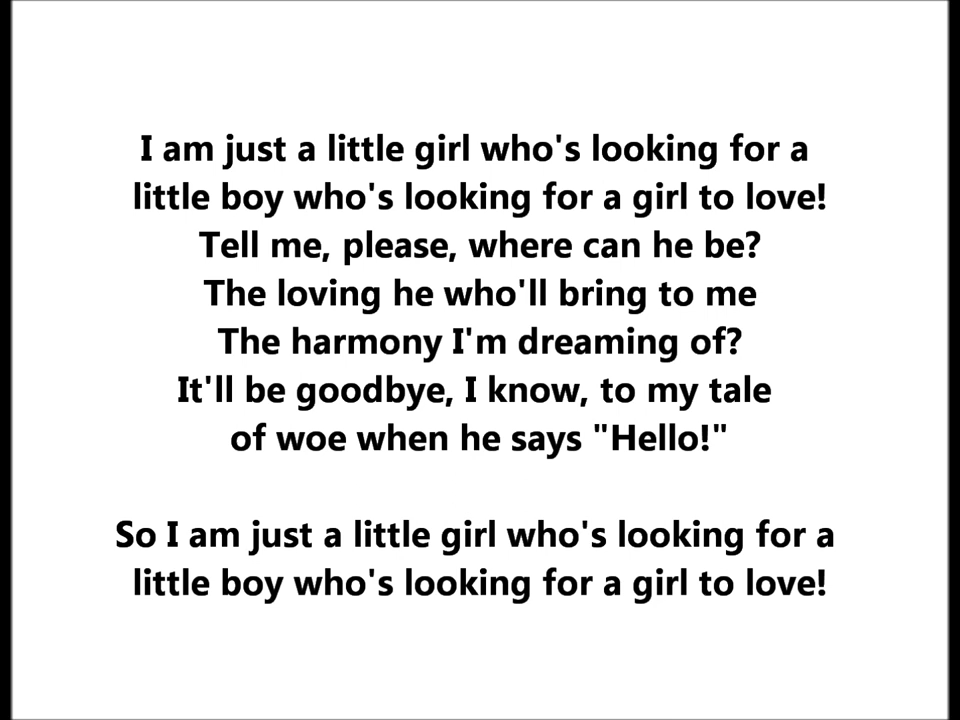 I am just a little girl who's looking for a
little boy who's looking for a girl to love!
Tell me, please, where can he be?
The loving he who'll bring to me
The harmony I'm dreaming of?
It'll be goodbye, I know, to my tale
of woe when he says "Hello!"
So I am just a little girl who's looking for a
little boy who's looking for a girl to love!